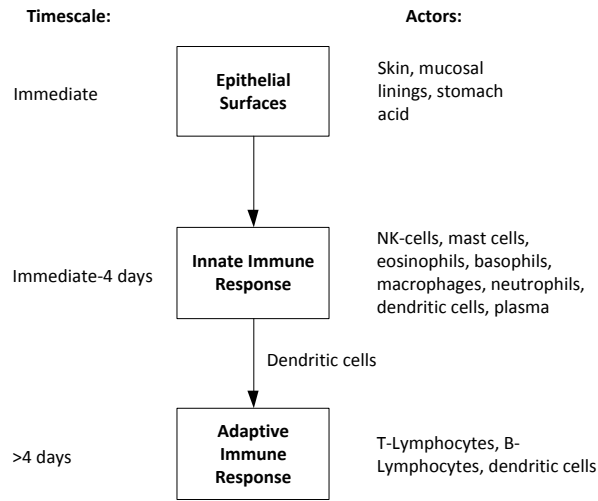 Timescale:
Actors:
Immediate
Epithelial
Surfaces
Skin, mucosal
linings, stomach
acid
Immediate-4 days
Innate Immune
Response
NK-cells, mast cells,
eosinophils, basophils,
macrophages, neutrophils,
dendritic cells, plasma
Dendritic cells
>4 days
Adaptive
Immune
Response
T-Lymphocytes, B-
Lymphocytes, dendritic cells